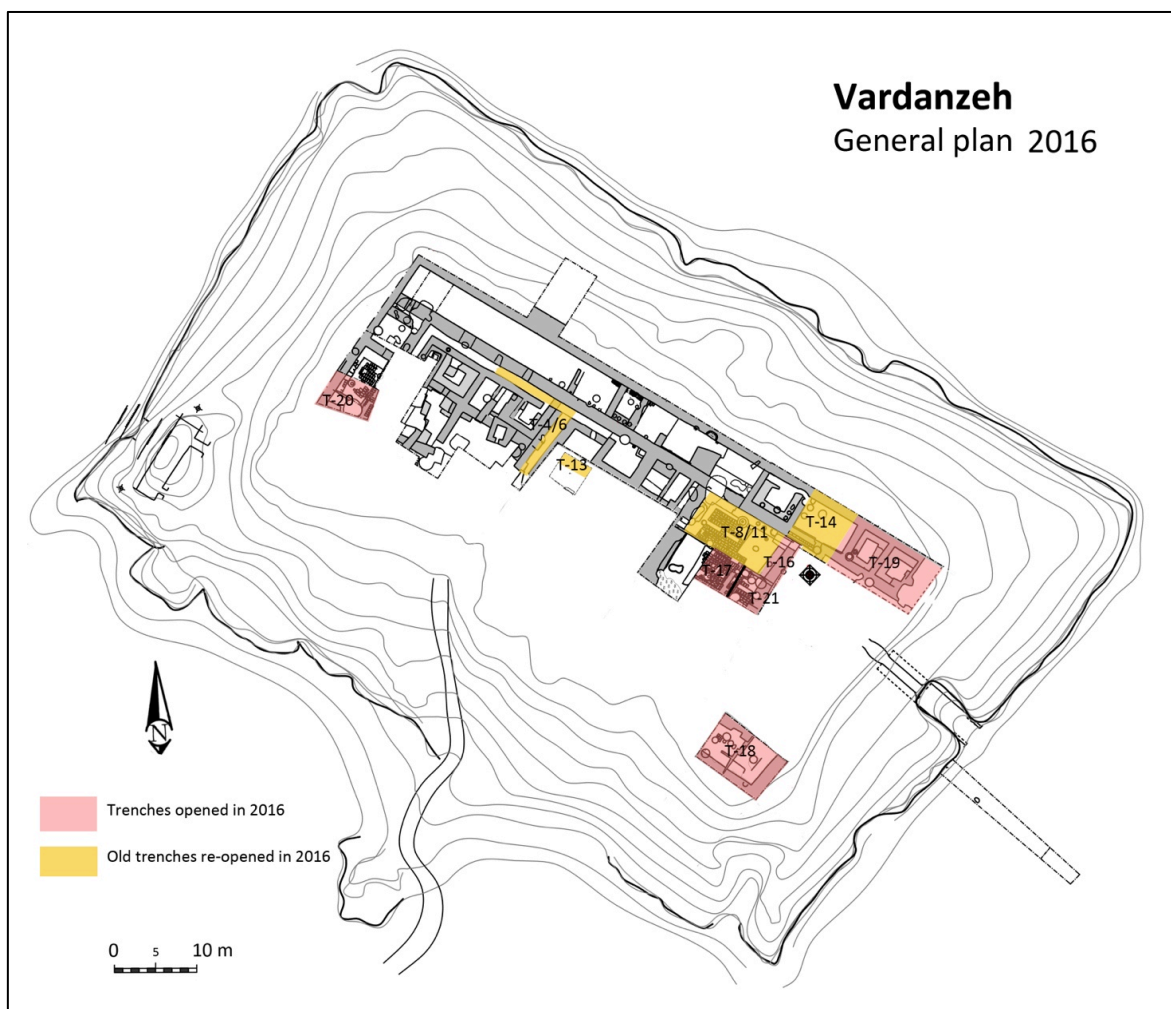 Vardanzeh
General plan 2016
T-20
T-4/6
T-13
T-14
T-8/11
T-16
T-17
T-19
T-21
N
T-18
Trenches opened in 2016
Old trenches re-opened in 2016
0 5 10 m